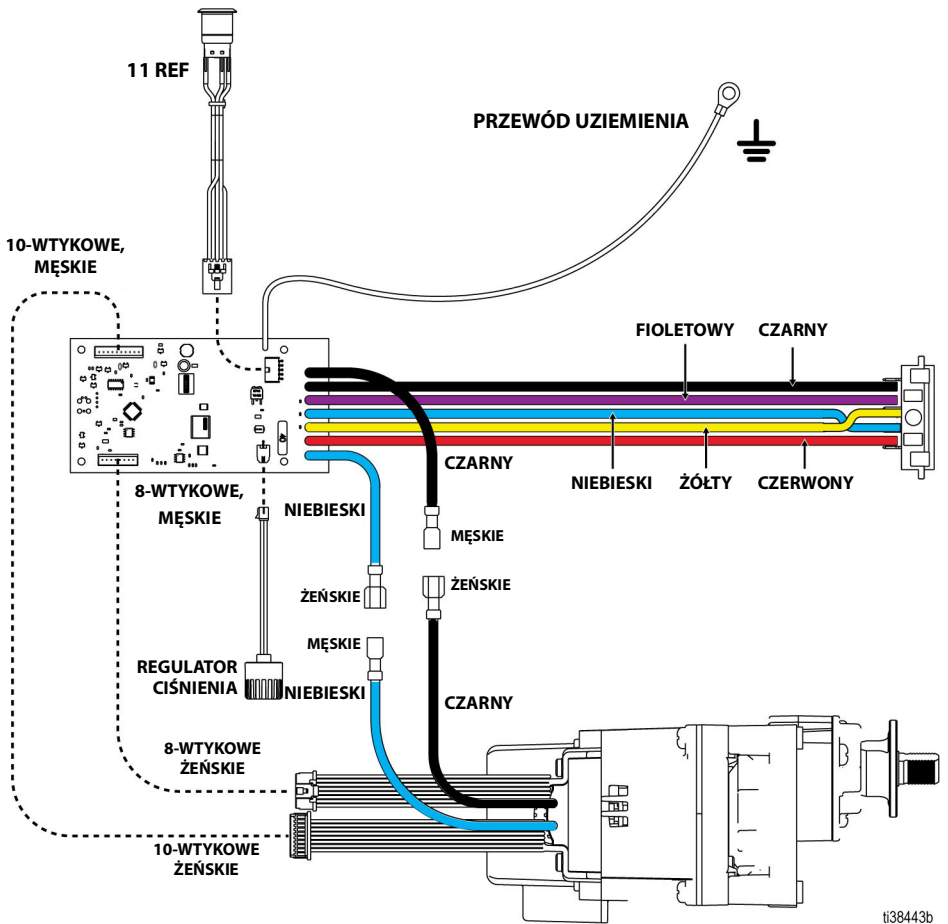 11 REF
PRZEWÓD UZIEMIENIA
10-WTYKOWE,
MĘSKIE
FIOLETOWY
CZARNY
NIEBIESKI
ŻÓŁTY
CZERWONY
8-WTYKOWE,
MĘSKIE
NIEBIESKI
CZARNY
MĘSKIE
ŻEŃSKIE
ŻEŃSKIE
MĘSKIE
REGULATOR
CIŚNIENIA
NIEBIESKI
CZARNY
8-WTYKOWE
ŻEŃSKIE
10-WTYKOWE
ŻEŃSKIE
ti38443b